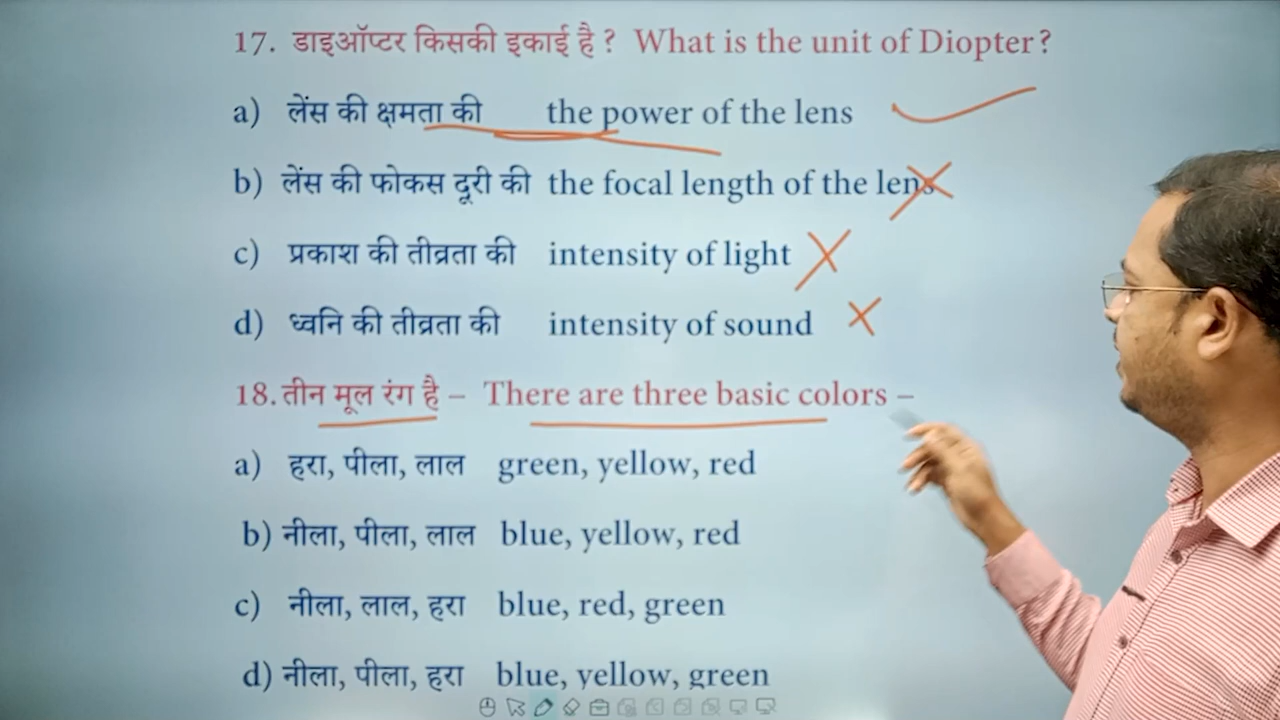 17. डाइऑप्टर किसकी इकाई है ? What is the unit of Diopter ?
a) लेंस की क्षमता की the power of the lens
b) लेंस की फोकस दूरी की the focal length of the lens
c) प्रकाश की तीव्रता की intensity of light
d) ध्वनि की तीव्रता की intensity of sound
18. तीन मूल रंग है – There are three basic colors –
a) हरा, पीला, लाल green, yellow, red
b) नीला, पीला, लाल blue, yellow, red
c) नीला, लाल, हरा blue, red, green
d) नीला, पीला, हरा blue, yellow, green